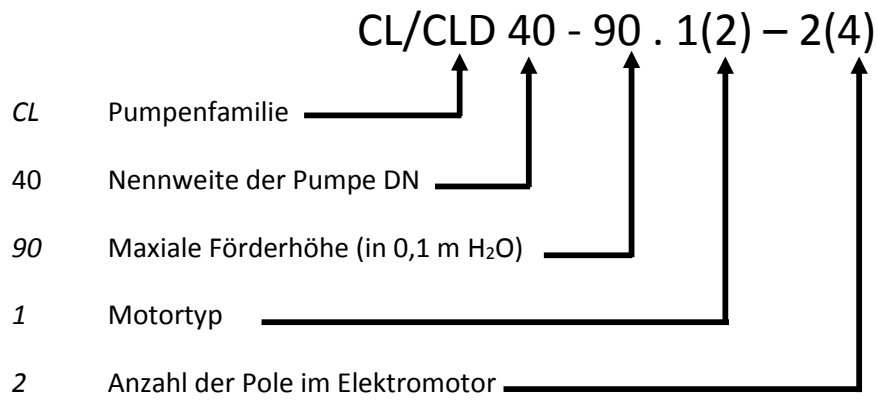 CL/CLD 40 - 90 . 1(2) – 2(4)
CL Pumpenfamilie
40 Nennweite der Pumpe DN
90 Maxiale Förderhöhe (in 0,1 m H₂O)
1 Motortyp
2 Anzahl der Pole im Elektromotor